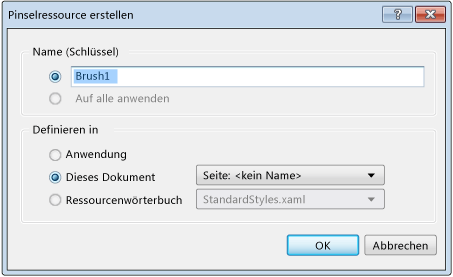 Pinselressource erstellen
Name (Schlüssel)
Brush1
Auf alle anwenden
Definieren in
Anwendung
Dieses Dokument Seite: <kein Name>
Ressourcenwörterbuch StandardStyles.xaml
OK Abbrechen